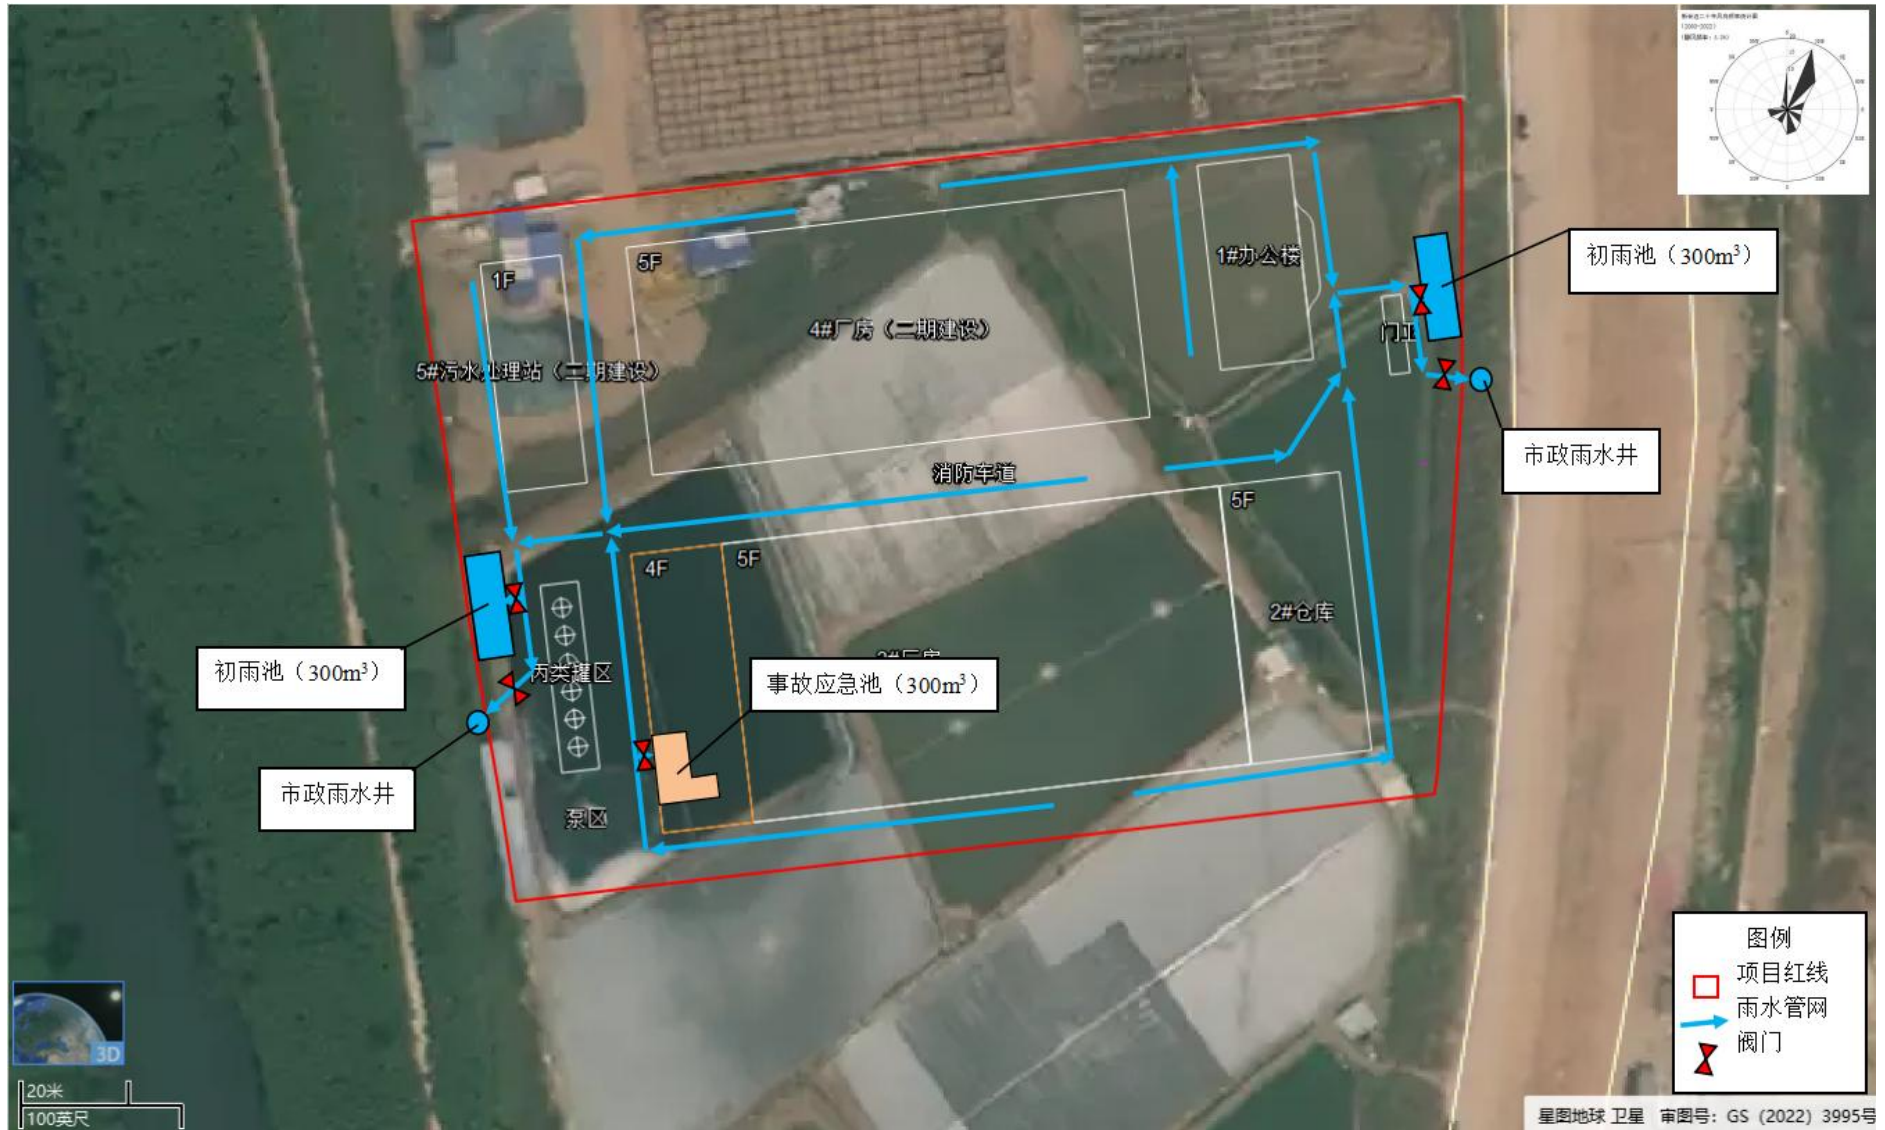 (2003-2022)
初雨池（300m³）
1F
5F
1#办公楼
4#厂房（二期建设）
门卫
5#污水处理站（二期建设）
市政雨水井
消防车道
5F
4F
5F
2#仓库
初雨池（300m³）
丙类罐区
事故应急池（300m³）
市政雨水井
泵区
图例
项目红线
雨水管网
阀门
3D
20米
100英尺
星图地球 卫星 审图号：GS（2022）3995号